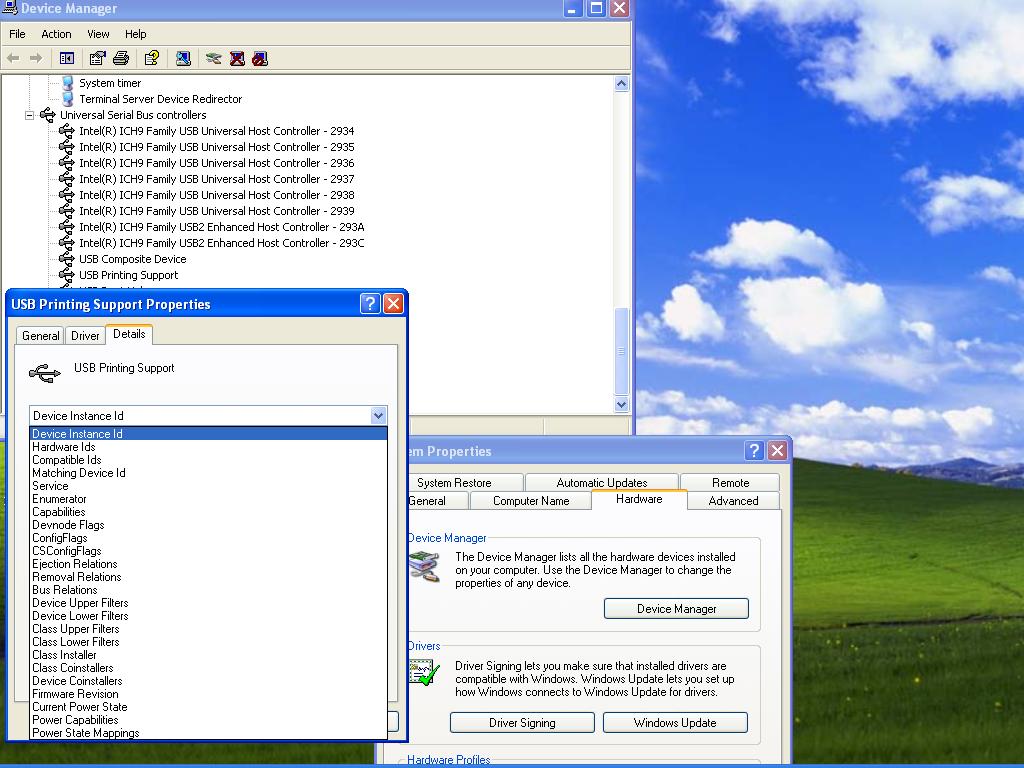 Device Manager
File Action View Help
System timer
Terminal Server Device Redirector
Universal Serial Bus controllers
Intel(R) ICH9 Family USB Universal Host Controller - 2934
Intel(R) ICH9 Family USB Universal Host Controller - 2935
Intel(R) ICH9 Family USB Universal Host Controller - 2936
Intel(R) ICH9 Family USB Universal Host Controller - 2937
Intel(R) ICH9 Family USB Universal Host Controller - 2938
Intel(R) ICH9 Family USB Universal Host Controller - 2939
Intel(R) ICH9 Family USB2 Enhanced Host Controller - 293A
Intel(R) ICH9 Family USB2 Enhanced Host Controller - 293C
USB Composite Device
USB Printing Support
USB Printing Support Properties
General Driver Details
USB Printing Support
Device Instance Id
Device Instance Id
Hardware Ids
Compatible Ids
Matching Device Id
Service
Enumerator
Capabilities
Devnode Flags
ConfigFlags
CSConfigFlags
Ejection Relations
Removal Relations
Bus Relations
Device Upper Filters
Device Lower Filters
Class Upper Filters
Class Lower Filters
Class Installer
Class Coinstallers
Device Coinstallers
Firmware Revision
Current Power State
Power Capabilities
Power State Mappings
em Properties
System Restore Automatic Updates Remote
General Computer Name Hardware Advanced
Device Manager
The Device Manager lists all the hardware devices installed
on your computer. Use the Device Manager to change the
properties of any device.
Device Manager
Drivers
Driver Signing lets you make sure that installed drivers are
compatible with Windows. Windows Update lets you set up
how Windows connects to Windows Update for drivers.
Driver Signing Windows Update
Hardware Profiles